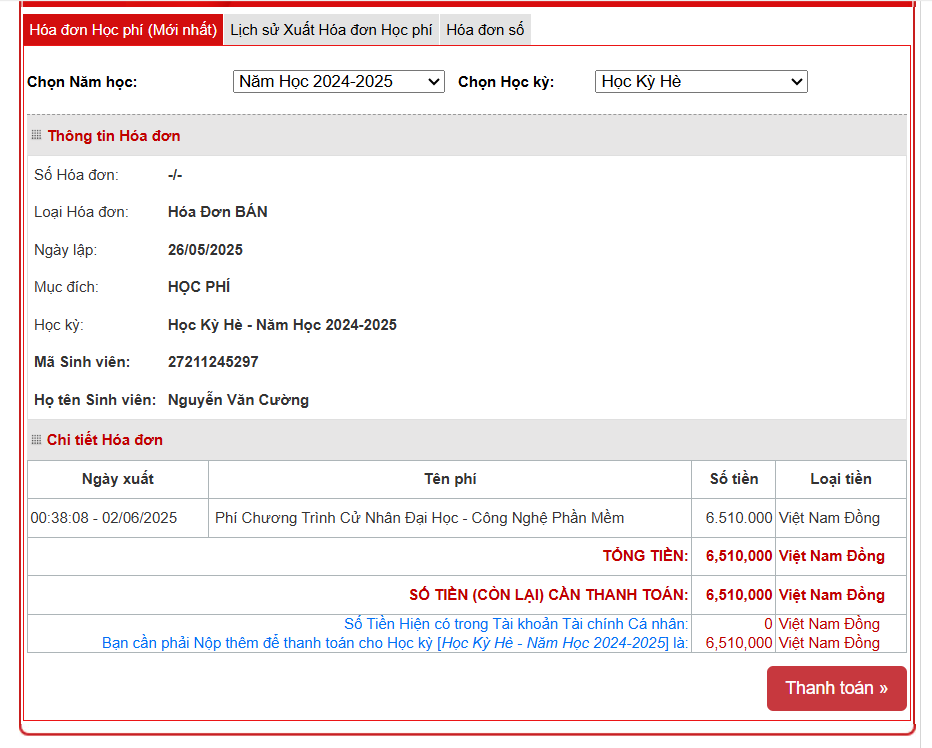 Hóa đơn Học phí (Mới nhất) Lịch sử Xuất Hóa đơn Học phí Hóa đơn số
Chọn Năm học: Năm Học 2024-2025 Chọn Học kỳ: Học Kỳ Hè
Thông tin Hóa đơn
Số Hóa đơn: -/-
Loại Hóa đơn: Hóa Đơn BÁN
Ngày lập: 26/05/2025
Mục đích: HỌC PHÍ
Học kỳ: Học Kỳ Hè - Năm Học 2024-2025
Mã Sinh viên: 27211245297
Họ tên Sinh viên: Nguyễn Văn Cường
Chi tiết Hóa đơn
Ngày xuất Tên phí Số tiền Loại tiền
00:38:08 - 02/06/2025 Phí Chương Trình Cử Nhân Đại Học - Công Nghệ Phần Mềm 6.510.000 Việt Nam Đồng
TỔNG TIỀN: 6,510,000 Việt Nam Đồng
SỐ TIỀN (CÒN LẠI) CẦN THANH TOÁN: 6,510,000 Việt Nam Đồng
Số Tiền Hiện có trong Tài khoản Tài chính Cá nhân: 0 Việt Nam Đồng
Bạn cần phải Nộp thêm để thanh toán cho Học kỳ [Học Kỳ Hè - Năm Học 2024-2025] là: 6,510,000 Việt Nam Đồng
Thanh toán »